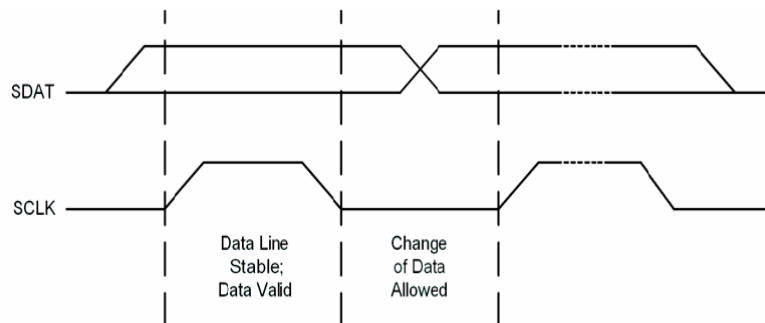 SDAT
SCLK
Data Line
Stable;
Data Valid
Change
of Data
Allowed